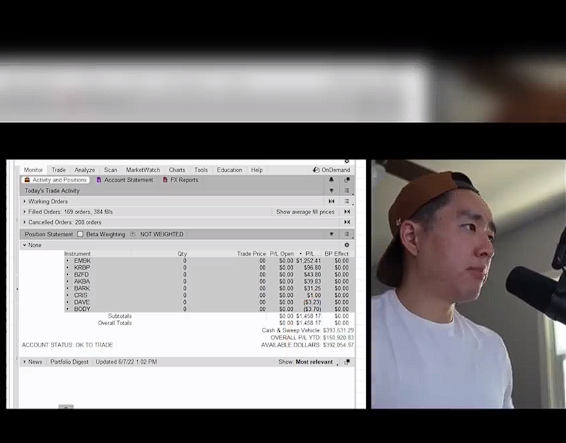 Monitor Trade Analyze Scan MarketWatch Charts Tools Education Help OnDemand
Activity and Positions Account Statement FX Reports
Today's Trade Activity
Working Orders
Filled Orders: 169 orders, 384 fills Show average fill prices
Cancelled Orders: 208 orders
Position Statement Beta Weighting NOT WEIGHTED
None
Instrument Qty Trade Price P/L Open P/L BP Effect
EMBK 0 .00 $0.00 $1,252.41 $0.00
KRBP 0 .00 $0.00 $96.80 $0.00
BZFD 0 .00 $0.00 $43.80 $0.00
AKBA 0 .00 $0.00 $39.83 $0.00
BARK 0 .00 $0.00 $31.25 $0.00
CRIS 0 .00 $0.00 $1.00 $0.00
DAVE 0 .00 $0.00 ($3.23) $0.00
BODY 0 .00 $0.00 ($3.70) $0.00
Subtotals $0.00 $1,458.17 $0.00
Overall Totals $0.00 $1,458.17 $0.00
Cash & Sweep Vehicle: $393,531.29
OVERALL P/L YTD:
ACCOUNT STATUS: OK TO TRADE AVAILABLE DOLLARS:
News Portfolio Digest Updated 6/7/22 1:02 PM Show: Most relevant